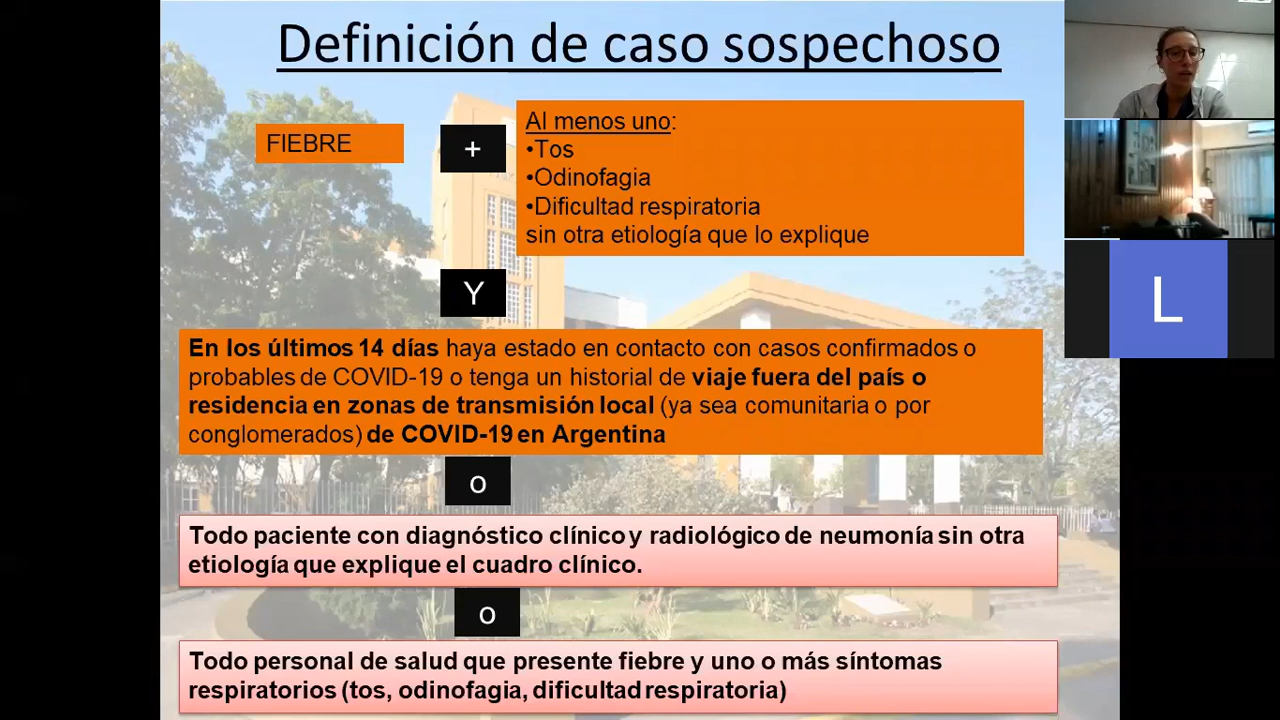 Definición de caso sospechoso
FIEBRE
+
Al menos uno:
•Tos
•Odinofagia
•Dificultad respiratoria
sin otra etiología que lo explique
Y
En los últimos 14 días haya estado en contacto con casos confirmados o
probables de COVID-19 o tenga un historial de viaje fuera del país o
residencia en zonas de transmisión local (ya sea comunitaria o por
conglomerados) de COVID-19 en Argentina
o
Todo paciente con diagnóstico clínico y radiológico de neumonía sin otra
etiología que explique el cuadro clínico.
o
Todo personal de salud que presente fiebre y uno o más síntomas
respiratorios (tos, odinofagia, dificultad respiratoria)
L